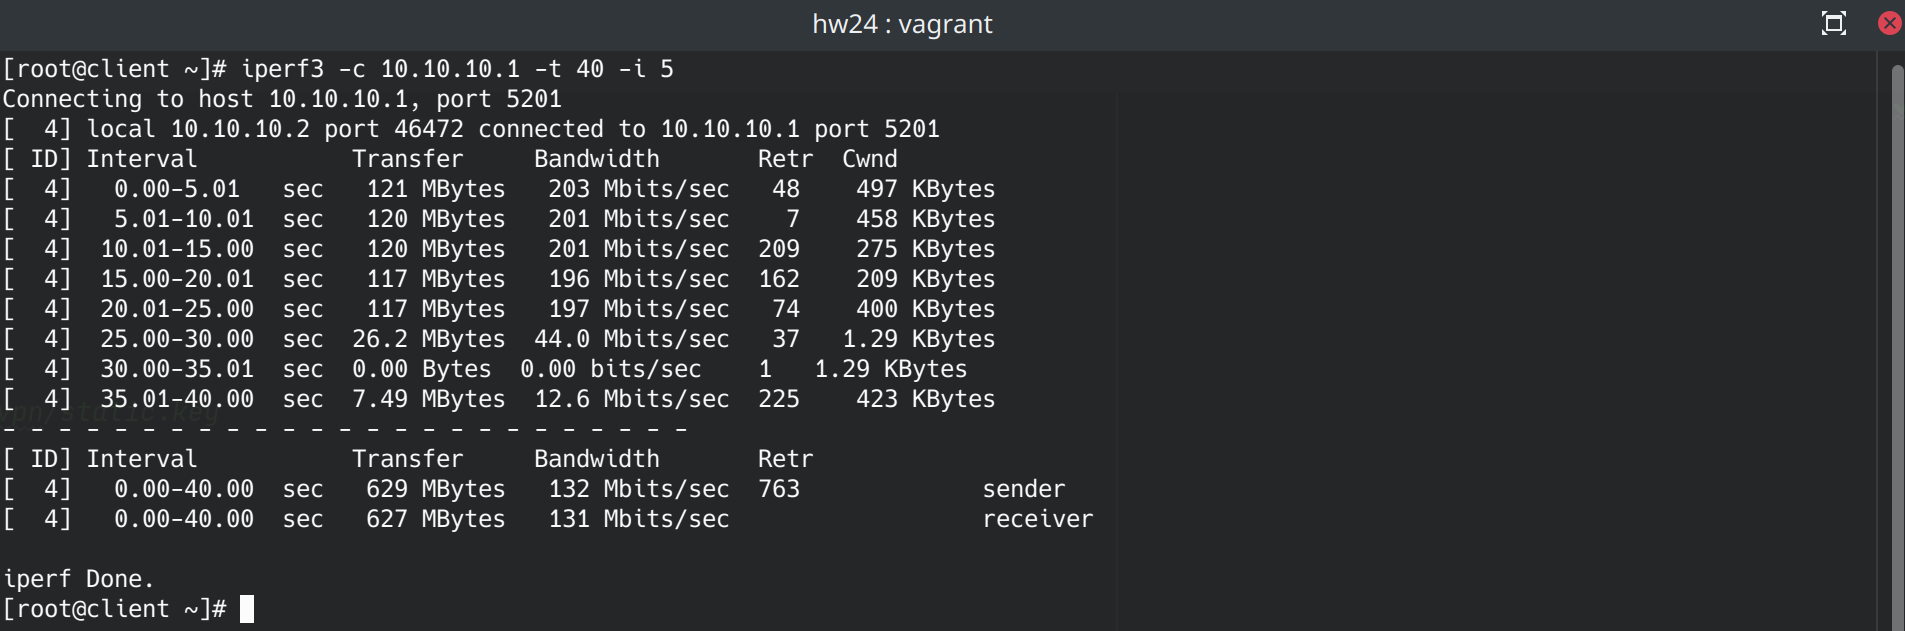 hw24 : vagrant
[root@client ~]# iperf3 -c 10.10.10.1 -t 40 -i 5
Connecting to host 10.10.10.1, port 5201
[  4] local 10.10.10.2 port 46472 connected to 10.10.10.1 port 5201
[ ID] Interval           Transfer     Bandwidth       Retr  Cwnd
[  4]   0.00-5.01   sec   121 MBytes   203 Mbits/sec   48    497 KBytes
[  4]   5.01-10.01  sec   120 MBytes   201 Mbits/sec    7    458 KBytes
[  4]  10.01-15.00  sec   120 MBytes   201 Mbits/sec  209    275 KBytes
[  4]  15.00-20.01  sec   117 MBytes   196 Mbits/sec  162    209 KBytes
[  4]  20.01-25.00  sec   117 MBytes   197 Mbits/sec   74    400 KBytes
[  4]  25.00-30.00  sec  26.2 MBytes  44.0 Mbits/sec   37   1.29 KBytes
[  4]  30.00-35.01  sec  0.00 Bytes  0.00 bits/sec    1   1.29 KBytes
[  4]  35.01-40.00  sec  7.49 MBytes  12.6 Mbits/sec  225    423 KBytes
- - - - - - - - - - - - - - - - - - - - - - - - -
[ ID] Interval           Transfer     Bandwidth       Retr
[  4]   0.00-40.00  sec   629 MBytes   132 Mbits/sec  763             sender
[  4]   0.00-40.00  sec   627 MBytes   131 Mbits/sec                  receiver
iperf Done.
[root@client ~]#